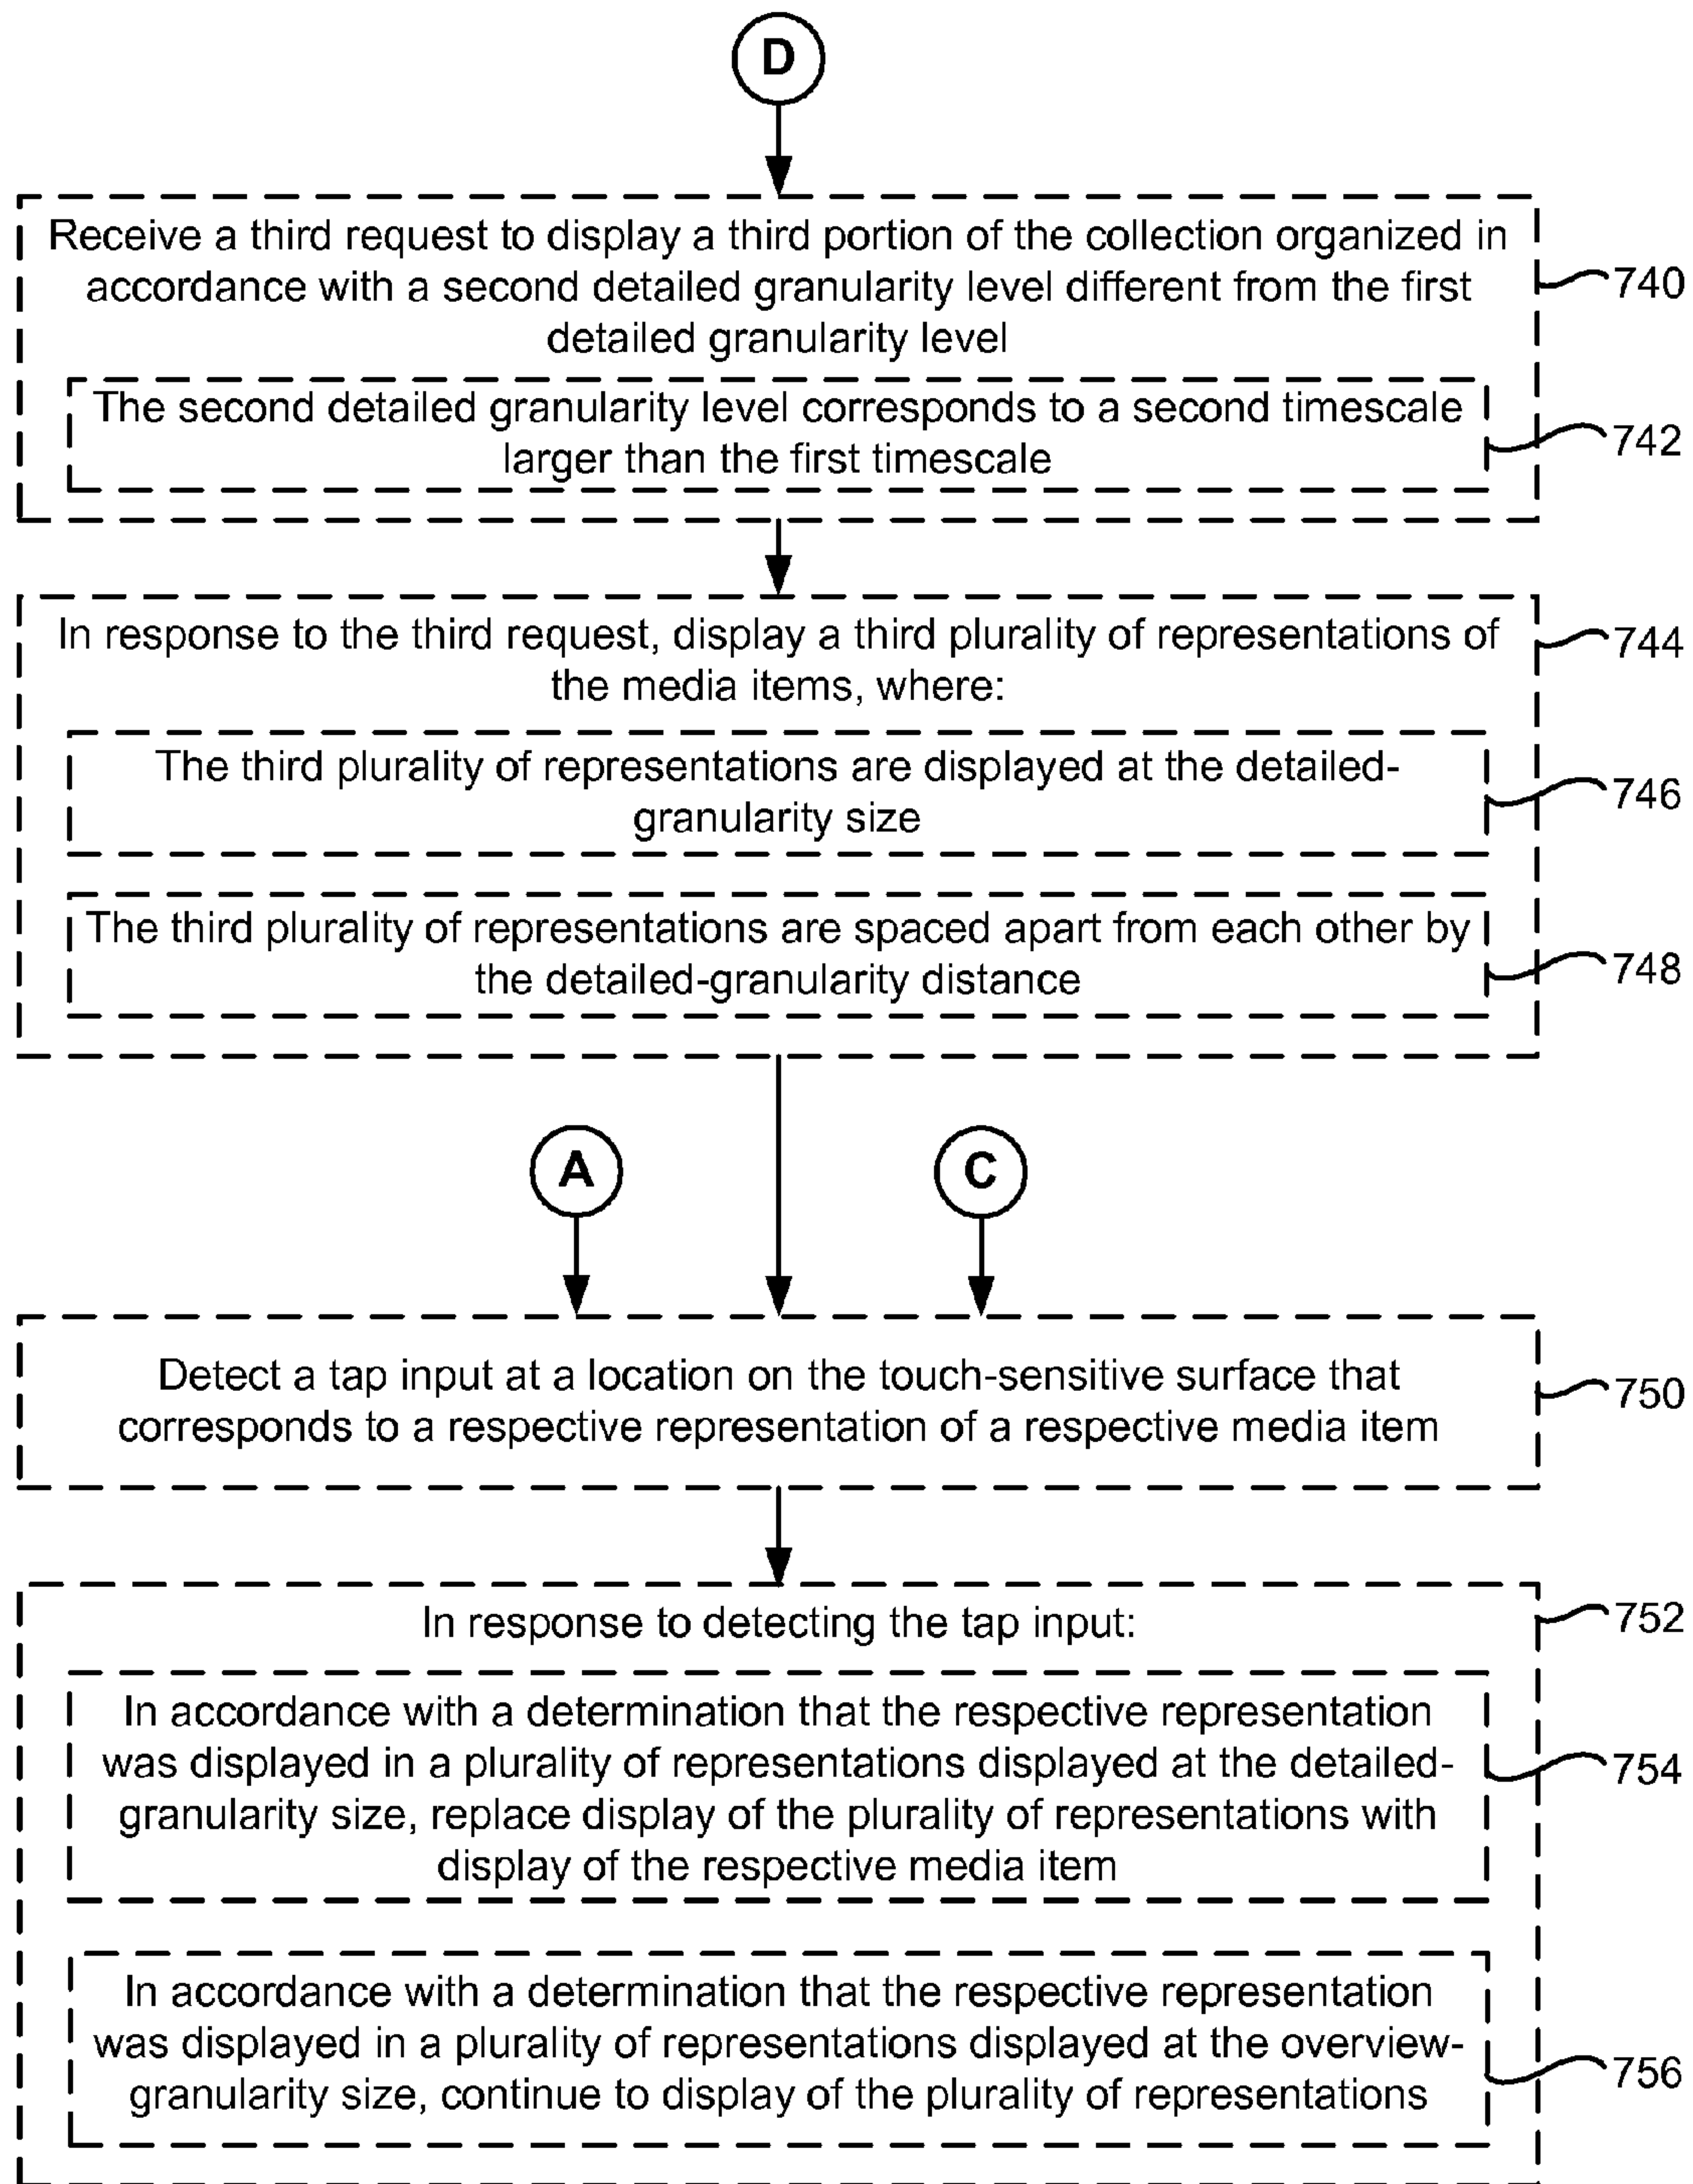 D
Receive a third request to display a third portion of the collection organized in
accordance with a second detailed granularity level different from the first
detailed granularity level
740
The second detailed granularity level corresponds to a second timescale
larger than the first timescale
742
In response to the third request, display a third plurality of representations of
the media items, where:
744
The third plurality of representations are displayed at the detailed-
granularity size
746
The third plurality of representations are spaced apart from each other by
the detailed-granularity distance
748
A
C
Detect a tap input at a location on the touch-sensitive surface that
corresponds to a respective representation of a respective media item
750
In response to detecting the tap input:
752
In accordance with a determination that the respective representation
was displayed in a plurality of representations displayed at the detailed-
granularity size, replace display of the plurality of representations with
display of the respective media item
754
In accordance with a determination that the respective representation
was displayed in a plurality of representations displayed at the overview-
granularity size, continue to display of the plurality of representations
756